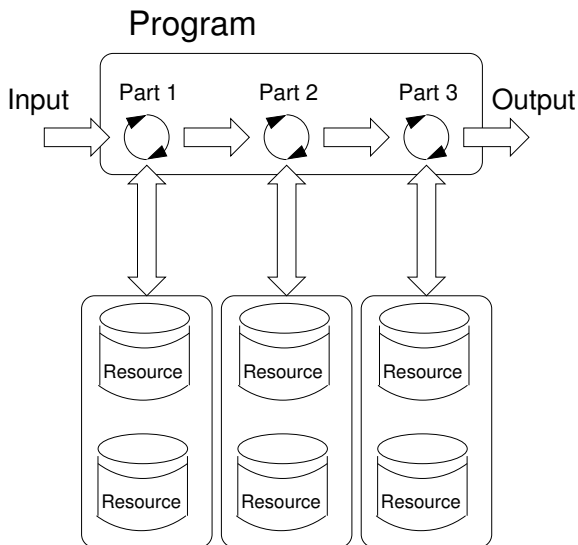 Program
Input
Part 1
Part 2
Part 3
Output
Resource
Resource
Resource
Resource
Resource
Resource